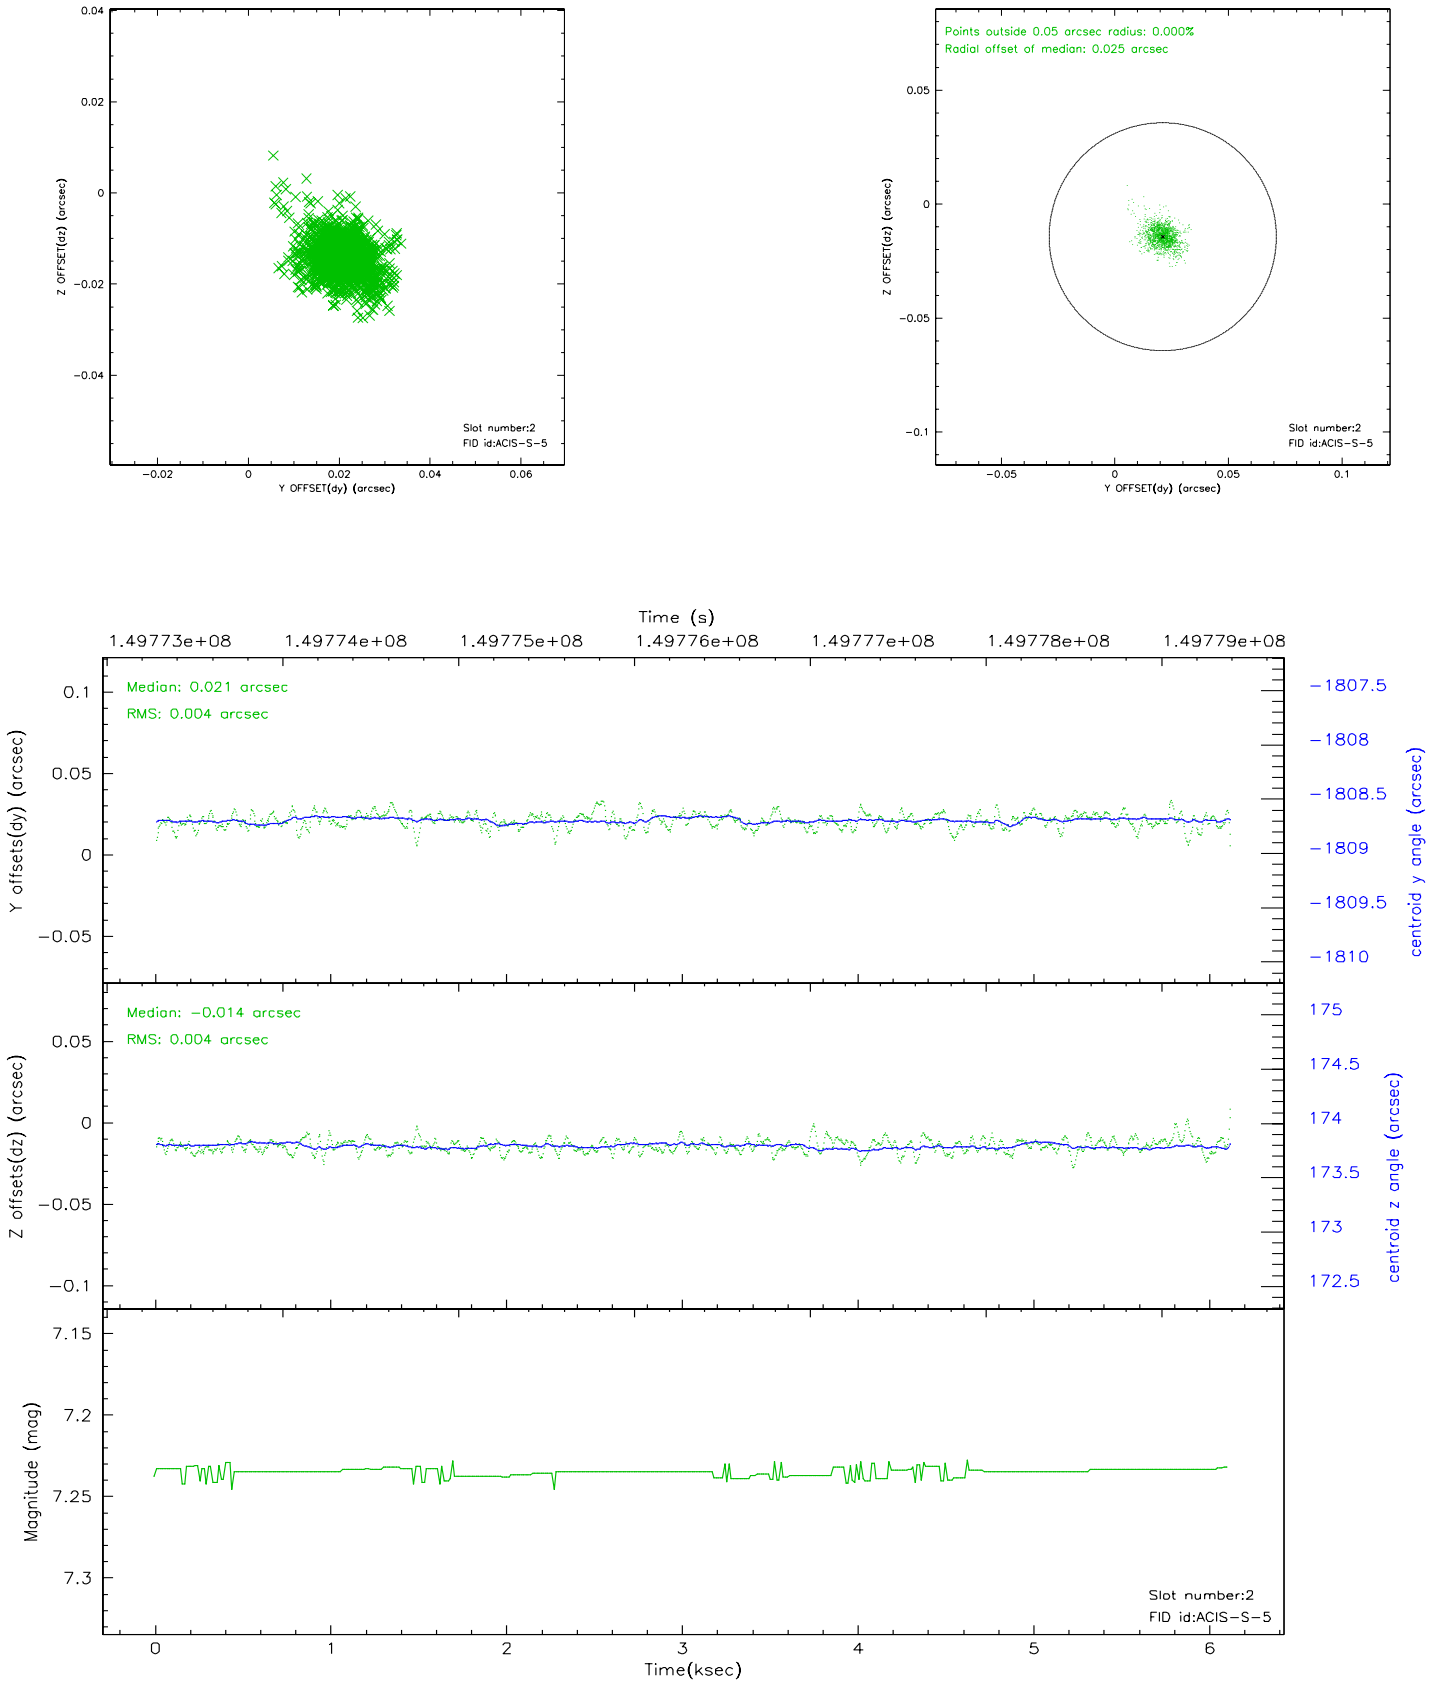 0.04
0.02
0
-0.02
-0.04
Z OFFSET(dz) (arcsec)
Slot number:2
FID id:ACIS-S-5
-0.02 0 0.02 0.04 0.06
Y OFFSET(dy) (arcsec)
Points outside 0.05 arcsec radius: 0.000%
Radial offset of median: 0.025 arcsec
0.05
0
-0.05
-0.1
Z OFFSET(dz) (arcsec)
Slot number:2
FID id:ACIS-S-5
-0.05 0 0.05 0.1
Y OFFSET(dy) (arcsec)
Time (s)
1.49773e+08 1.49774e+08 1.49775e+08 1.49776e+08 1.49777e+08 1.49778e+08 1.49779e+08
Median: 0.021 arcsec
RMS: 0.004 arcsec
0.1
0.05
0
-0.05
Y offsets(dy) (arcsec)
-1807.5
-1808
-1808.5
-1809
-1809.5
-1810
centroid y angle (arcsec)
Median: -0.014 arcsec
RMS: 0.004 arcsec
0.05
0
-0.05
-0.1
Z offsets(dz) (arcsec)
175
174.5
174
173.5
173
172.5
centroid z angle (arcsec)
7.15
7.2
7.25
7.3
Magnitude (mag)
Slot number:2
FID id:ACIS-S-5
0 1 2 3 4 5 6
Time(ksec)